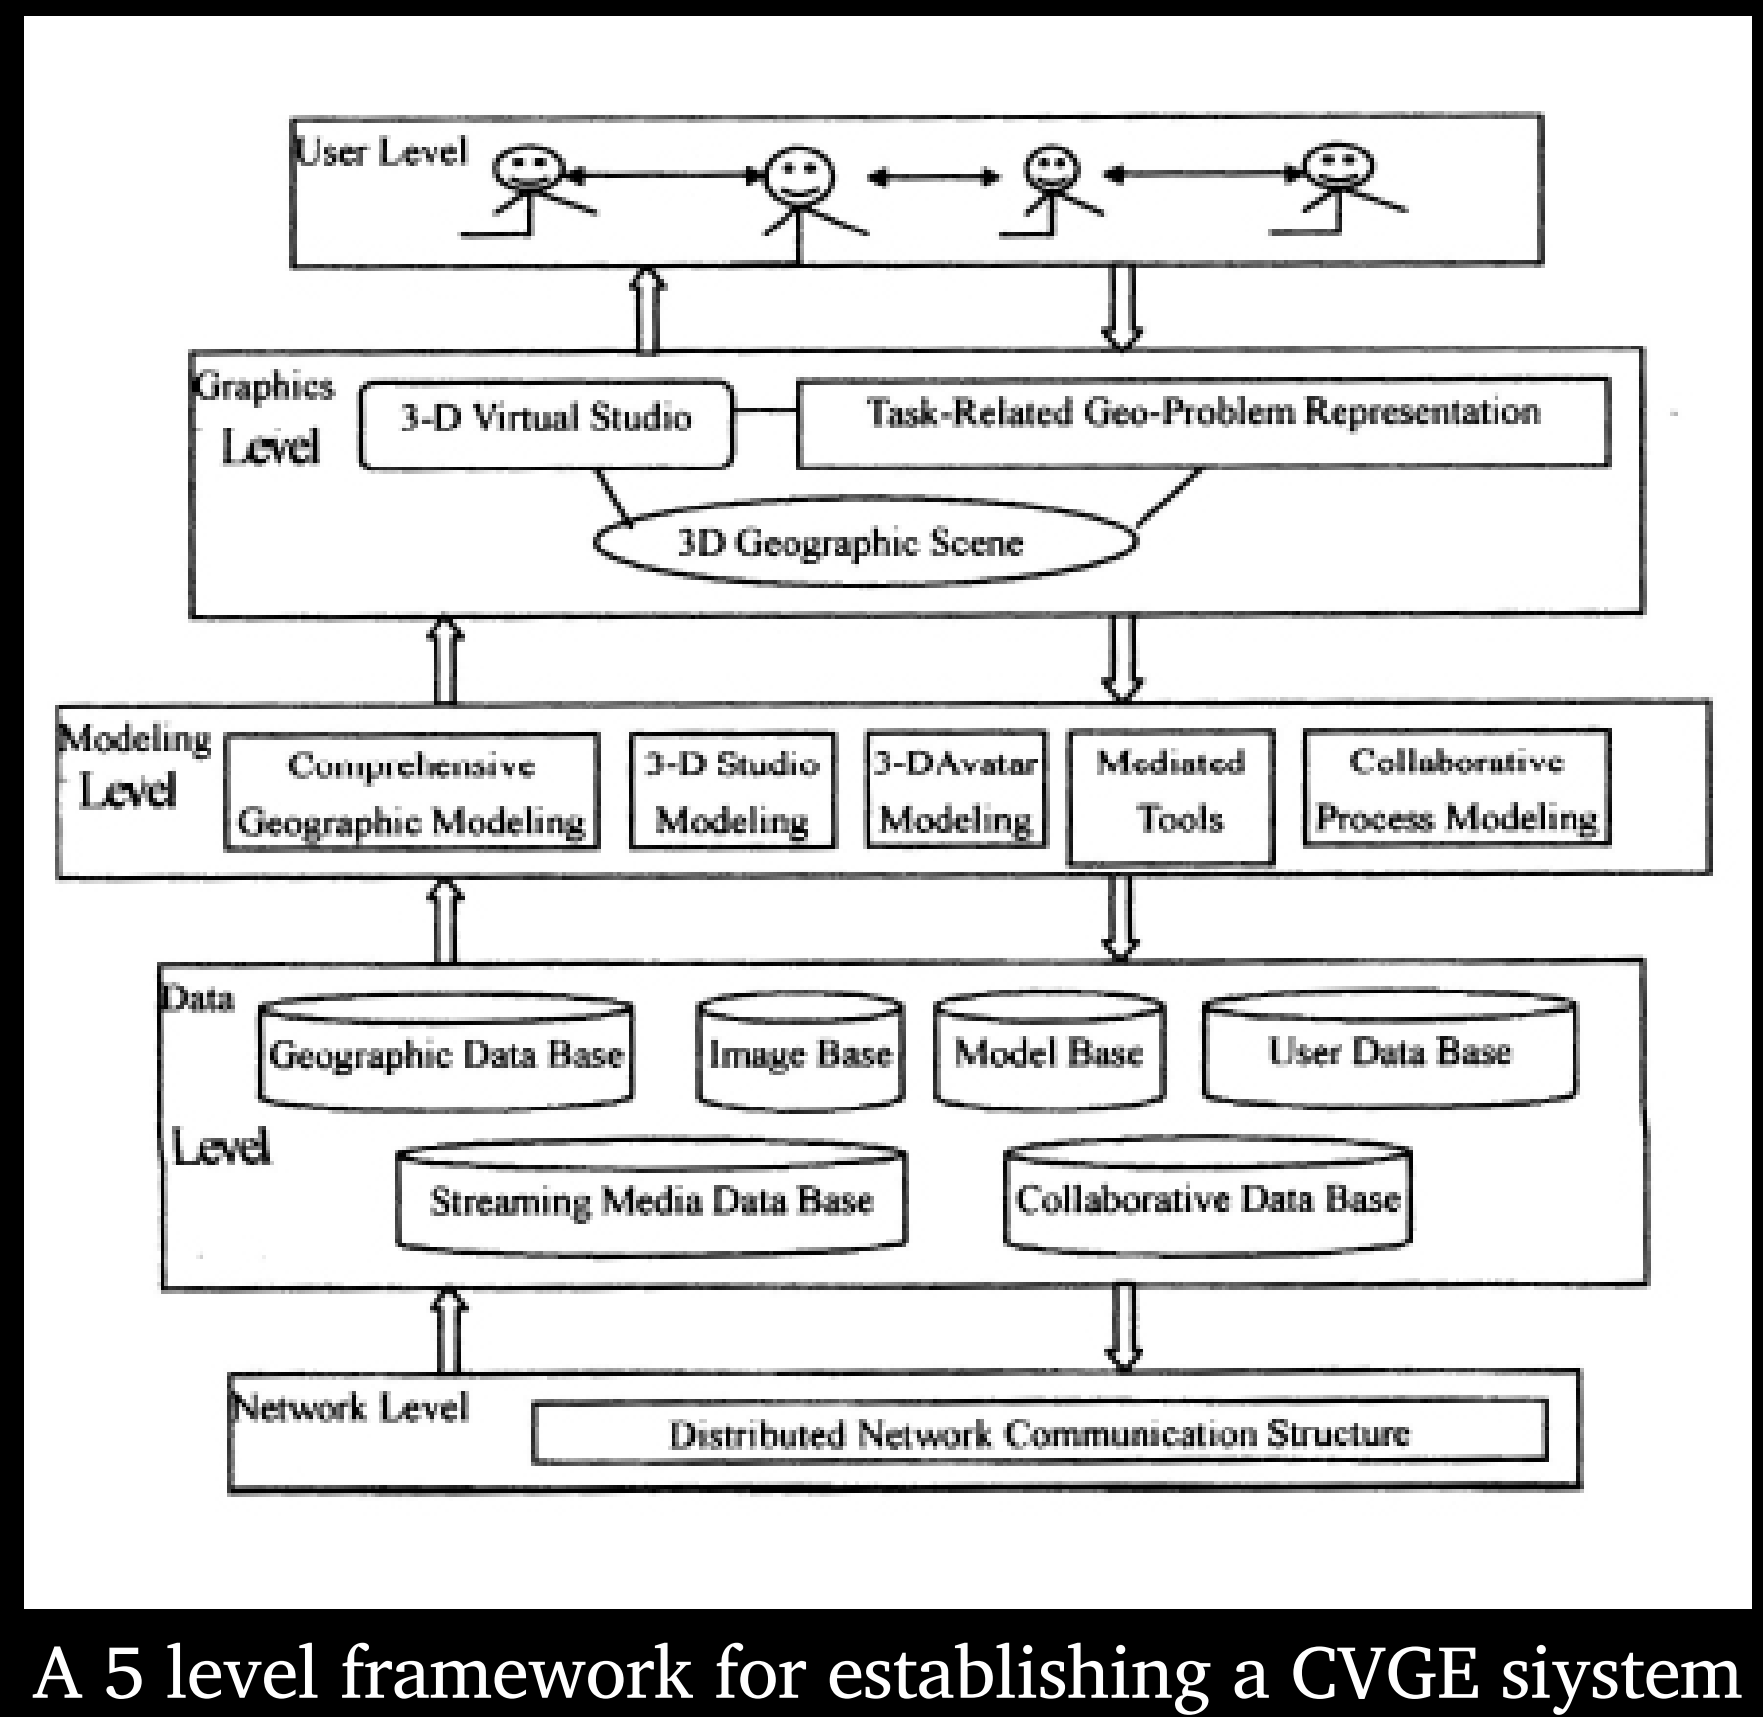 User Level
Graphics
Level
3-D Virtual Studio
Task-Related Geo-Problem Representation
3D Geographic Scene
Modeling
Level
Comprehensive
Geographic Modeling
3-D Studio
Modeling
3-DAvatar
Modeling
Mediated
Tools
Collaborative
Process Modeling
Data
Level
Geographic Data Base
Image Base
Model Base
User Data Base
Streaming Media Data Base
Collaborative Data Base
Network Level
Distributed Network Communication Structure
A 5 level framework for establishing a CVGE siystem